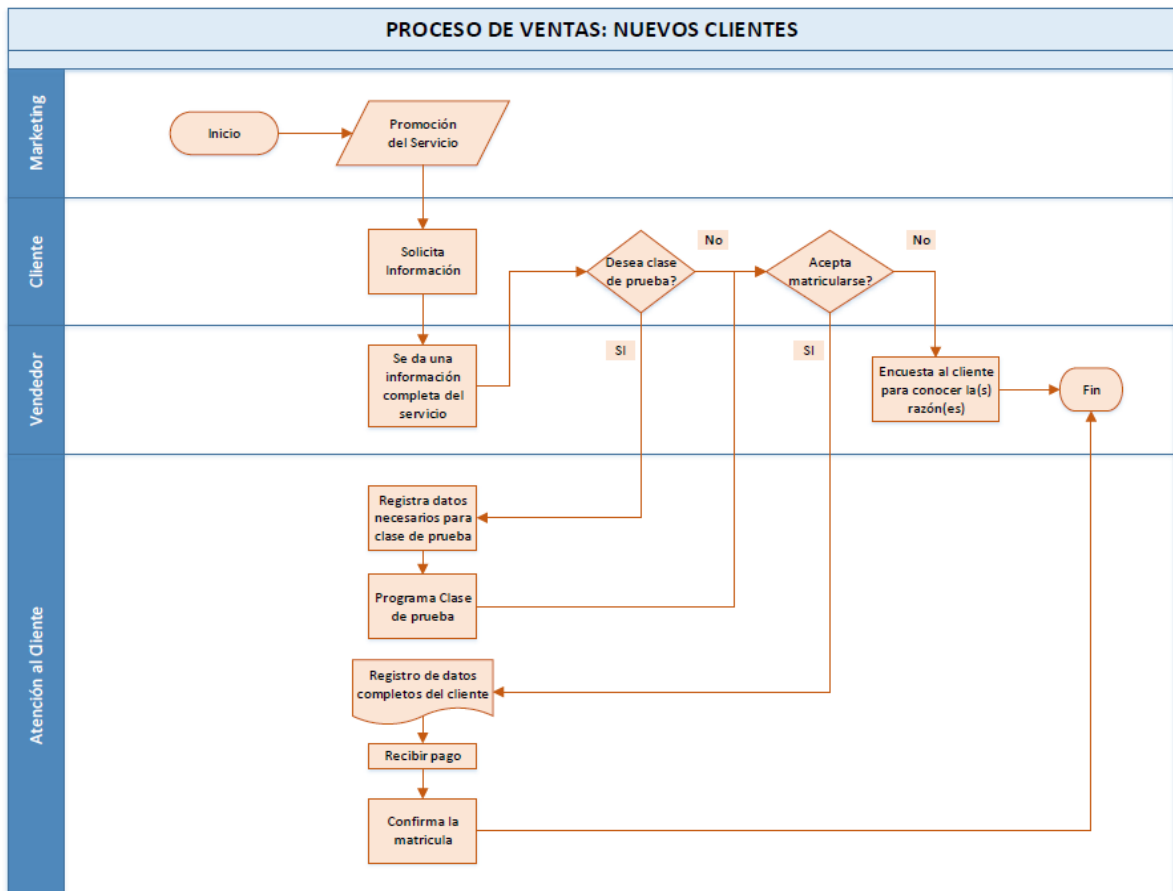 PROCESO DE VENTAS: NUEVOS CLIENTES
Marketing
Inicio
Promoción
del Servicio
Cliente
Solicita
Información
Desea clase
de prueba?
No
Acepta
matricularse?
No
Vendedor
Se da una
información
completa del
servicio
SI
SI
Encuesta al cliente
para conocer la(s)
razón(es)
Fin
Atención al Cliente
Registra datos
necesarios para
clase de prueba
Programa Clase
de prueba
Registro de datos
completos del cliente
Recibir pago
Confirma la
matricula